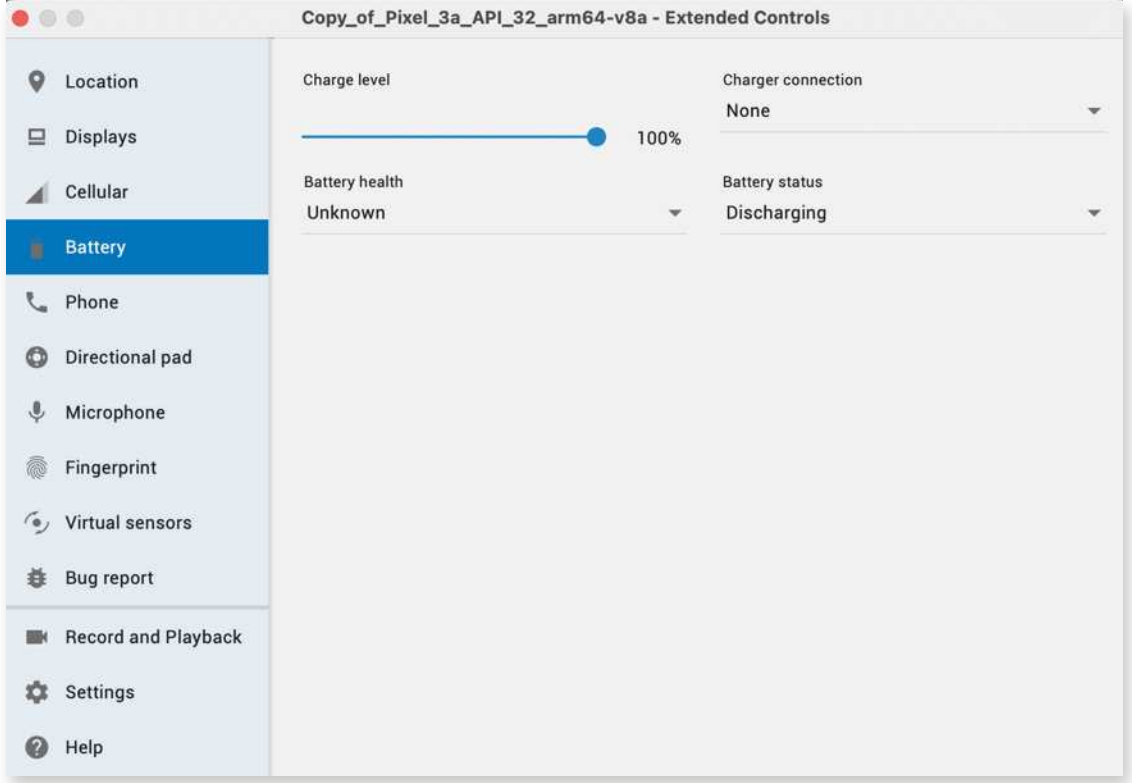 Copy_of_Pixel_3a_API_32_arm64-v8a - Extended Controls
Location
Displays
Cellular
Battery
Phone
Directional pad
Microphone
Fingerprint
Virtual sensors
Bug report
Record and Playback
Settings
Help
Charge level
100%
Charger connection
None
Battery health
Unknown
Battery status
Discharging